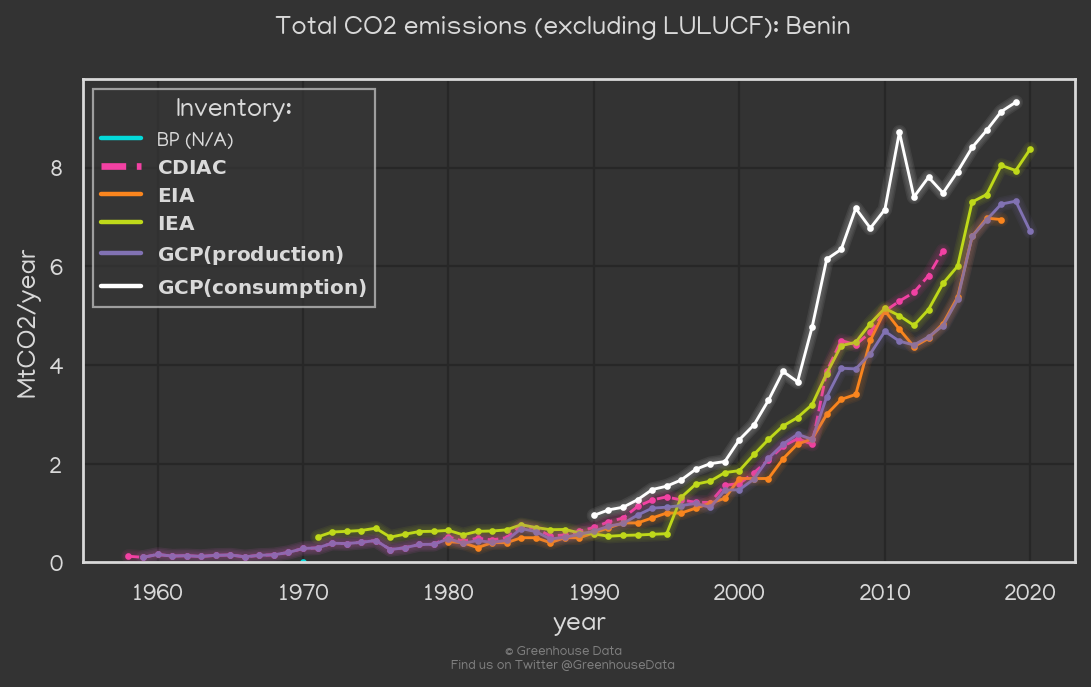 Total CO2 emissions (excluding LULUCF): Benin
Inventory:
BP (N/A)
CDIAC
EIA
IEA
GCP(production)
GCP(consumption)
MtCO2/year
8
6
4
2
0
1960 1970 1980 1990 2000 2010 2020
year
© Greenhouse Data
Find us on Twitter @GreenhouseData